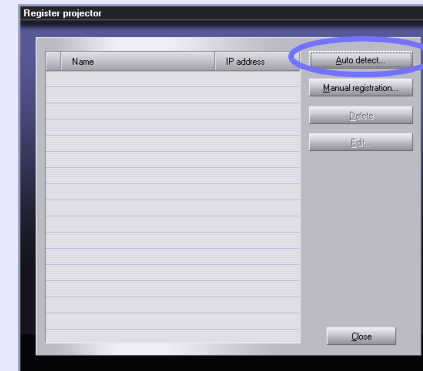 Register projector
Name IP address
Auto detect...
Manual registration...
Delete
Edit...
Close